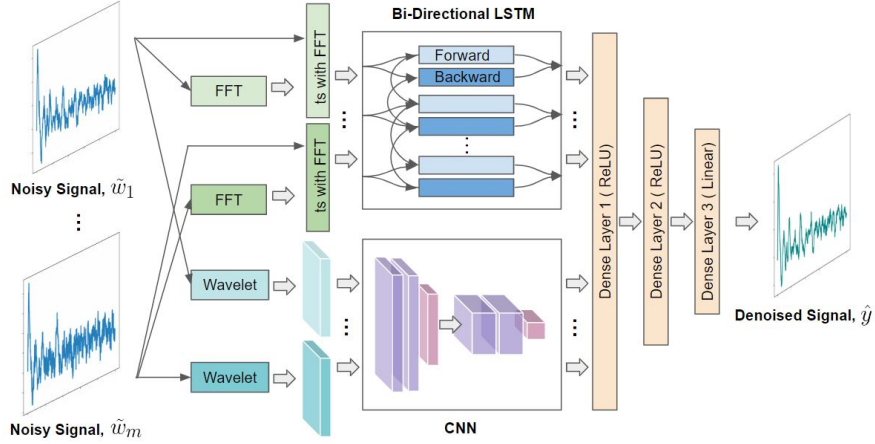 Bi-Directional LSTM
ts with FFT
Forward
Backward
FFT
Noisy Signal, w̃₁
ts with FFT
FFT
Wavelet
Wavelet
Noisy Signal, w̃ₘ
CNN
Dense Layer 1 ( ReLU)
Dense Layer 2 ( ReLU)
Dense Layer 3 ( Linear)
Denoised Signal, ŷ